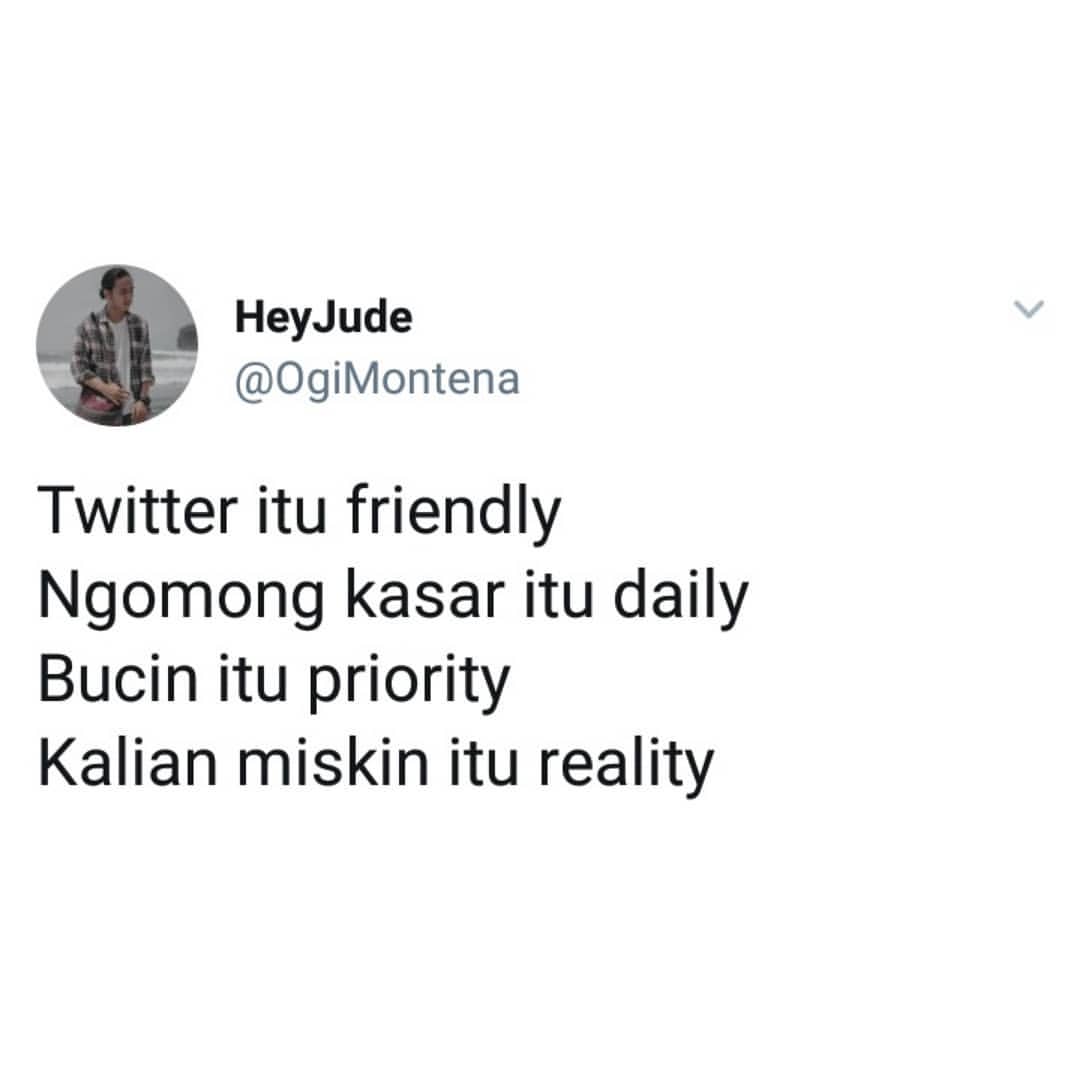 HeyJude
@OgiMontena
Twitter itu friendly
Ngomong kasar itu daily
Bucin itu priority
Kalian miskin itu reality